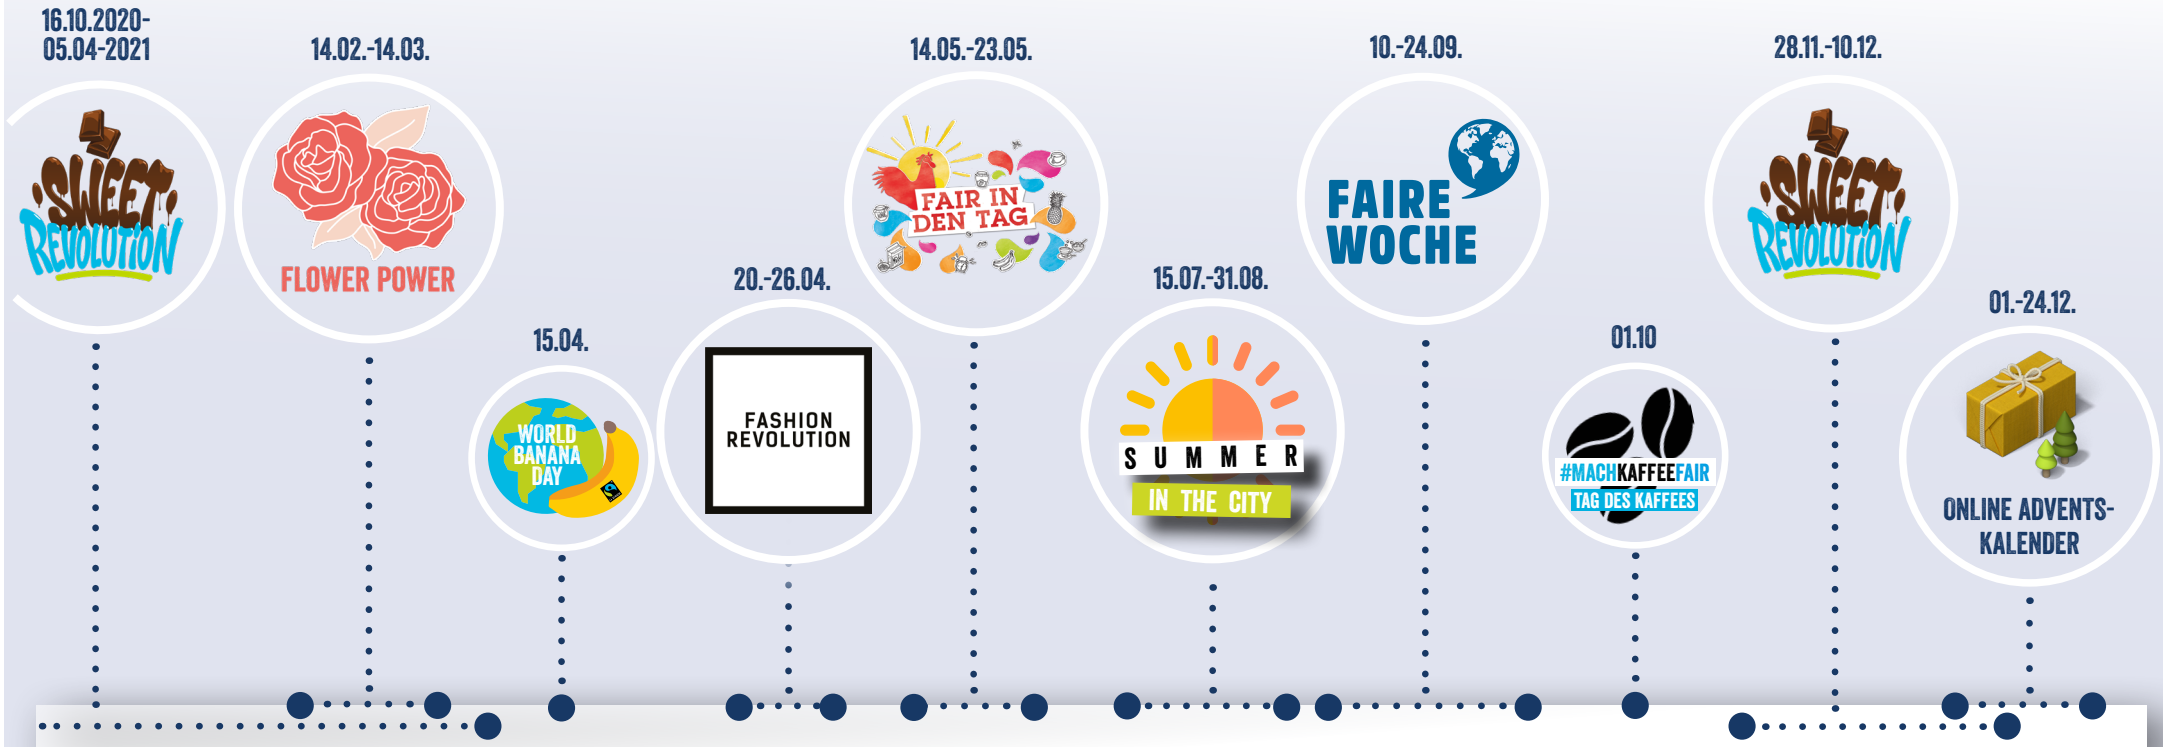 16.10.2020-
05.04-2021
SWEET
REVOLUTION
14.02.-14.03.
FLOWER POWER
15.04.
WORLD
BANANA
DAY
20.-26.04.
FASHION
REVOLUTION
14.05.-23.05.
FAIR IN
DEN TAG
15.07.-31.08.
SUMMER
IN THE CITY
10.-24.09.
FAIRE
WOCHE
01.10
#MACHKAFFEEFAIR
TAG DES KAFFEES
28.11.-10.12.
SWEET
REVOLUTION
01.-24.12.
ONLINE ADVENTS-
KALENDER